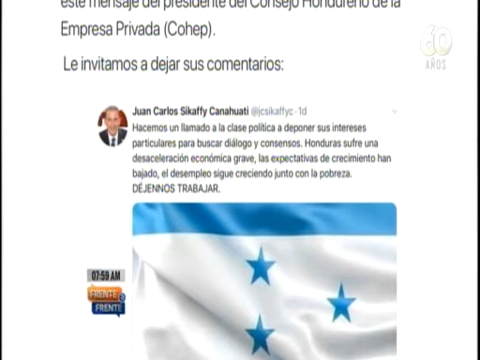 este mensaje del presidente del Consejo Hondureño de la
Empresa Privada (Cohep).
60
AÑOS
Le invitamos a dejar sus comentarios:
Juan Carlos Sikaffy Canahuati @jcsikaffyc · 1d
Hacemos un llamado a la clase política a deponer sus intereses
particulares para buscar diálogo y consensos. Honduras sufre una
desaceleración económica grave, las expectativas de crecimiento han
bajado, el desempleo sigue creciendo junto con la pobreza.
DÉJENNOS TRABAJAR.
07:59 AM
FRENTE
FRENTE